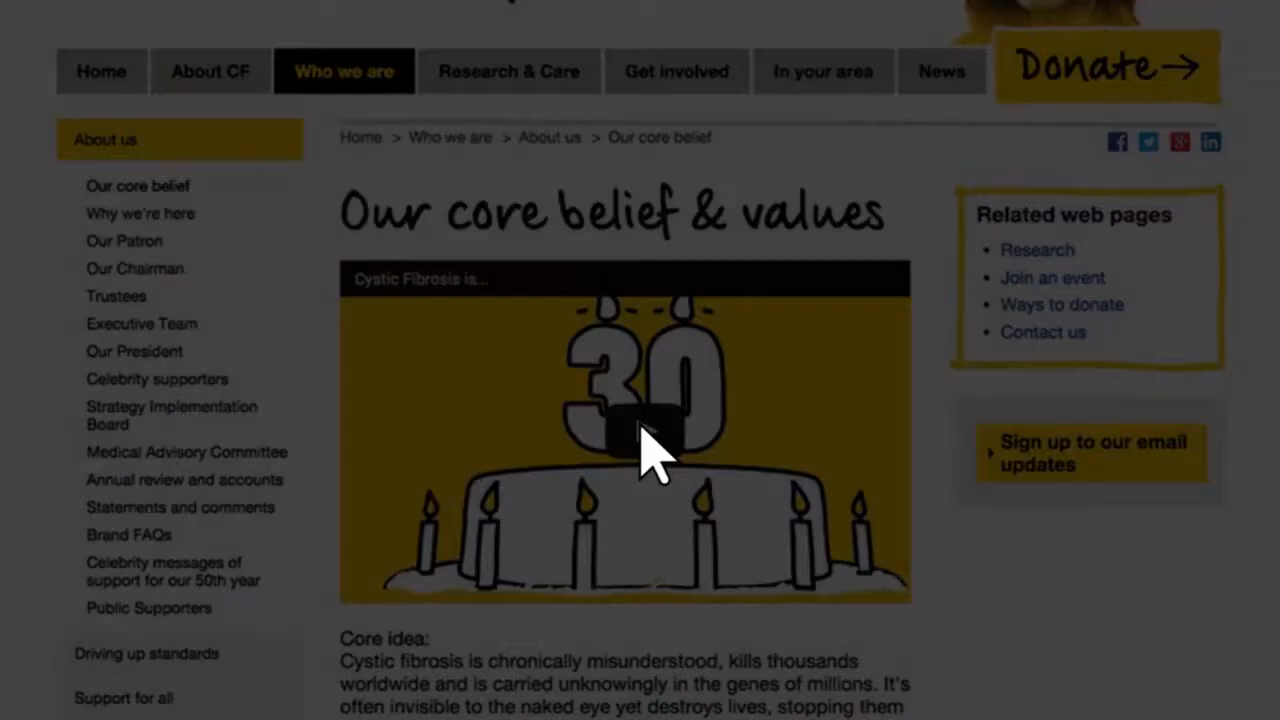 Home
About CF
Who we are
Research & Care
Get involved
In your area
News
Donate →
About us
Our core belief
Why we're here
Our Patron
Our Chairman
Trustees
Executive Team
Our President
Celebrity supporters
Strategy Implementation
Board
Medical Advisory Committee
Annual review and accounts
Statements and comments
Brand FAQs
Celebrity messages of
support for our 50th year
Public Supporters
Driving up standards
Support for all
Home > Who we are > About us > Our core belief
Our core belief & values
Cystic Fibrosis is...
30
Core idea:
Cystic fibrosis is chronically misunderstood, kills thousands
worldwide and is carried unknowingly in the genes of millions. It's
often invisible to the naked eye yet destroys lives, stopping them
Related web pages
• Research
• Join an event
• Ways to donate
• Contact us
Sign up to our email
updates